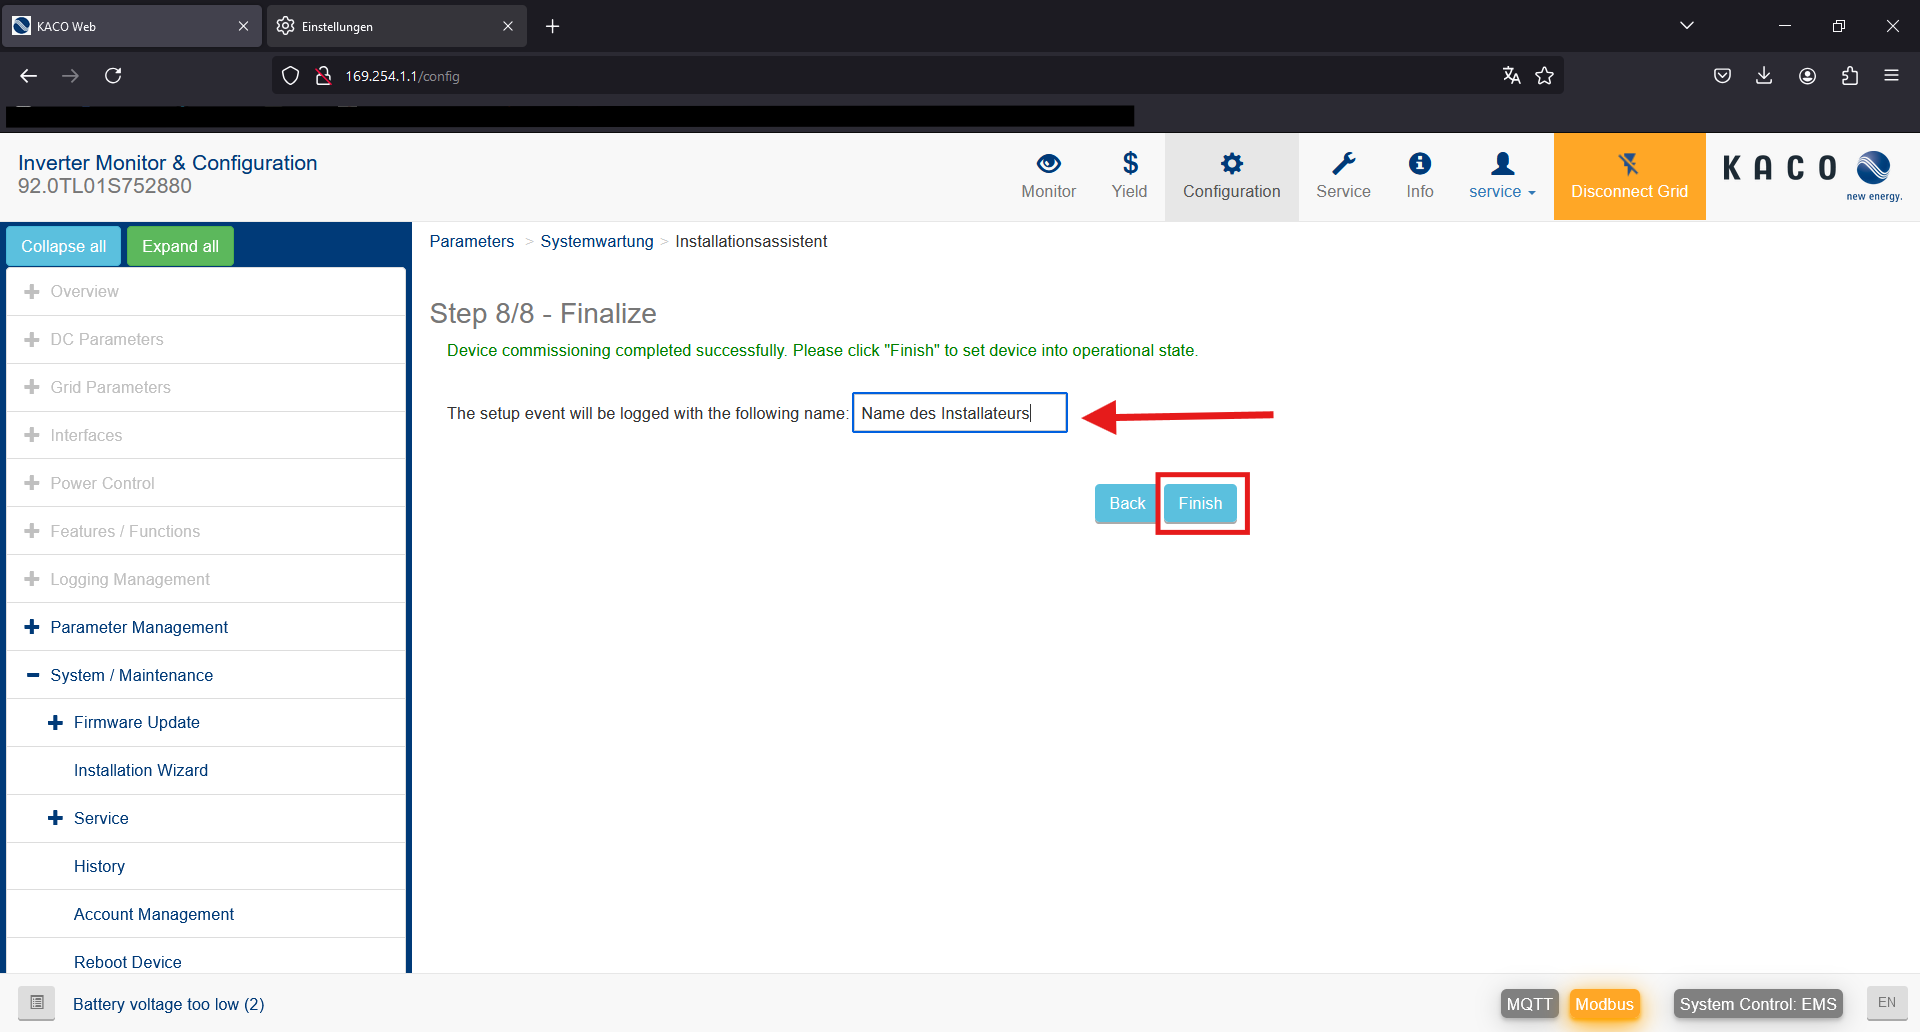 KACO Web
Einstellungen
169.254.1.1/config
Inverter Monitor & Configuration
92.0TL01S752880
Monitor
Yield
Configuration
Service
Info
service
Disconnect Grid
KACO
new energy.
Collapse all
Expand all
Parameters > Systemwartung > Installationsassistent
Overview
DC Parameters
Grid Parameters
Interfaces
Power Control
Features / Functions
Logging Management
Parameter Management
System / Maintenance
Firmware Update
Installation Wizard
Service
History
Account Management
Reboot Device
Step 8/8 - Finalize
Device commissioning completed successfully. Please click "Finish" to set device into operational state.
The setup event will be logged with the following name: Name des Installateurs
Back
Finish
Battery voltage too low (2)
MQTT
Modbus
System Control: EMS
EN